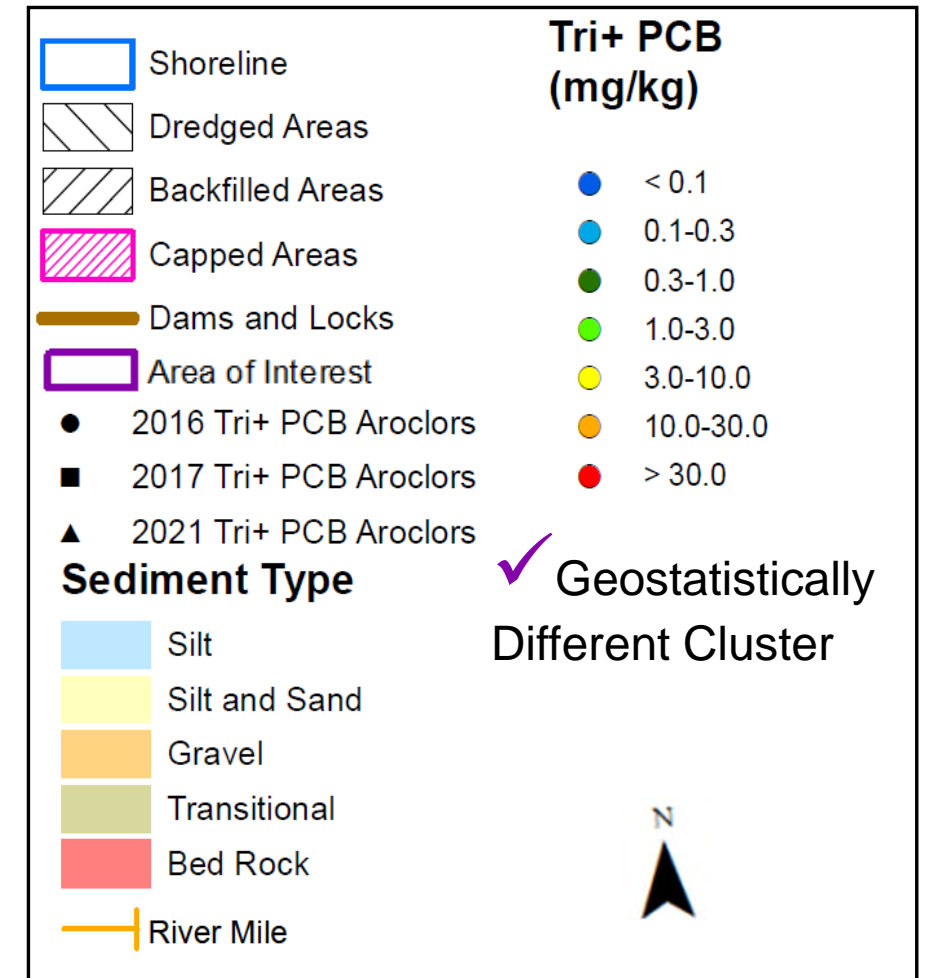 Shoreline
Dredged Areas
Backfilled Areas
Capped Areas
Dams and Locks
Area of Interest
2016 Tri+ PCB Aroclors
2017 Tri+ PCB Aroclors
2021 Tri+ PCB Aroclors
Tri+ PCB
(mg/kg)
< 0.1
0.1-0.3
0.3-1.0
1.0-3.0
3.0-10.0
10.0-30.0
> 30.0
Sediment Type
Silt
Silt and Sand
Gravel
Transitional
Bed Rock
River Mile
Geostatistically
Different Cluster
N